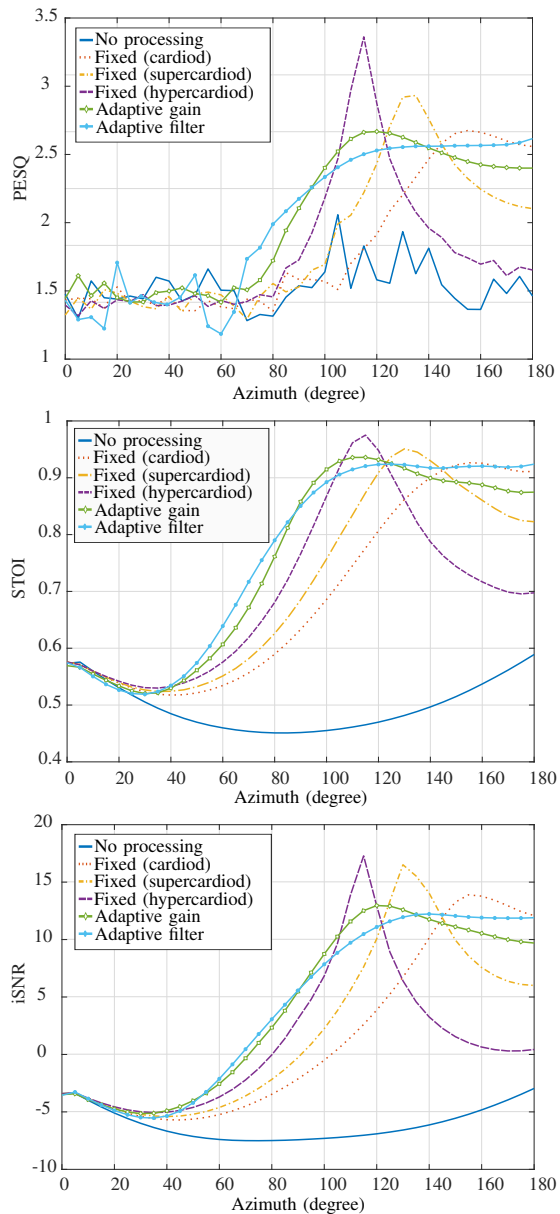 3.5
3
2.5
2
1.5
1
PESQ
No processing
Fixed (cardiod)
Fixed (supercardiod)
Fixed (hypercardiod)
Adaptive gain
Adaptive filter
0 20 40 60 80 100 120 140 160 180
Azimuth (degree)
1
0.9
0.8
0.7
0.6
0.5
0.4
STOI
No processing
Fixed (cardiod)
Fixed (supercardiod)
Fixed (hypercardiod)
Adaptive gain
Adaptive filter
0 20 40 60 80 100 120 140 160 180
Azimuth (degree)
20
15
10
5
0
-5
-10
iSNR
No processing
Fixed (cardiod)
Fixed (supercardiod)
Fixed (hypercardiod)
Adaptive gain
Adaptive filter
0 20 40 60 80 100 120 140 160 180
Azimuth (degree)